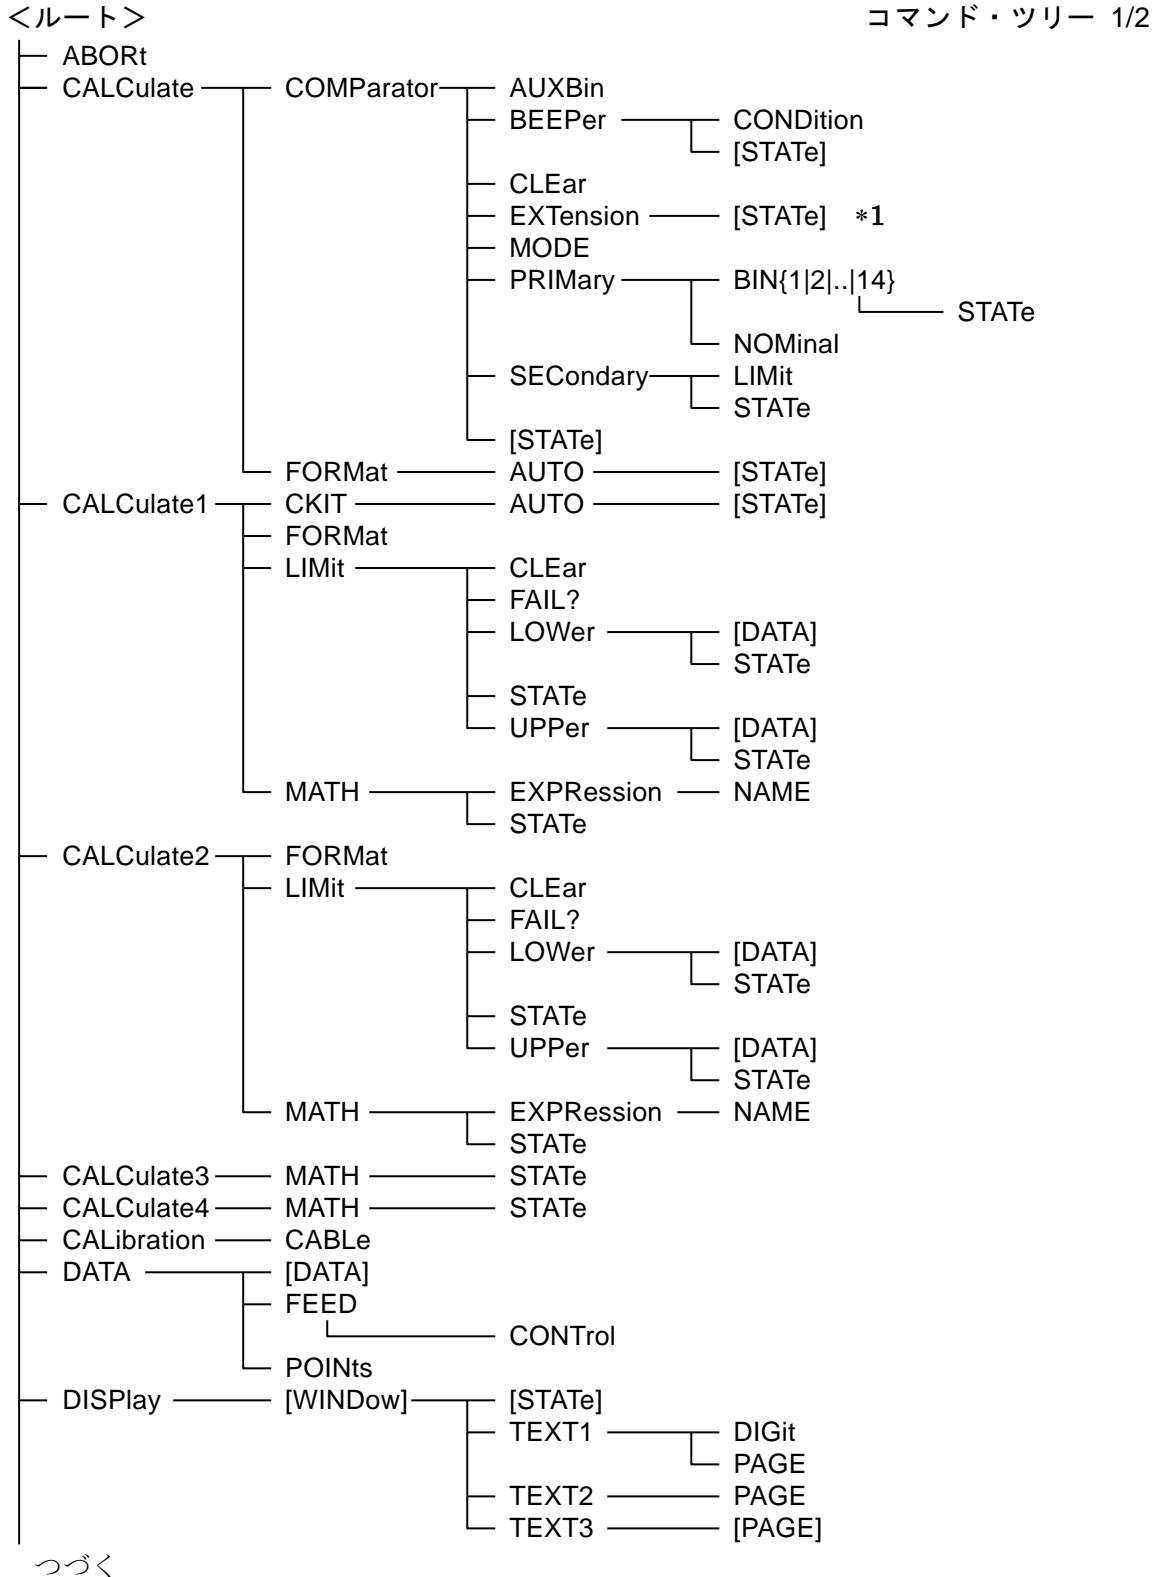 ＜ルート＞ コマンド・ツリー 1/2
ABORt
CALCulate COMParator AUXBin
BEEPer CONDition
[STATe]
CLEar
EXTension [STATe] *1
MODE
PRIMary BIN{1|2|..|14}
STATe
NOMinal
SECondary LIMit
STATe
[STATe]
FORMat AUTO [STATe]
CALCulate1 CKIT AUTO [STATe]
FORMat
LIMit CLEar
FAIL?
LOWer [DATA]
STATe
STATe
UPPer [DATA]
STATe
MATH EXPRession NAME
STATe
CALCulate2 FORMat
LIMit CLEar
FAIL?
LOWer [DATA]
STATe
STATe
UPPer [DATA]
STATe
MATH EXPRession NAME
STATe
CALCulate3 MATH STATe
CALCulate4 MATH STATe
CALibration CABLe
DATA [DATA]
FEED
CONTrol
POINts
DISPlay [WINDow] [STATe]
TEXT1 DIGit
PAGE
TEXT2 PAGE
TEXT3 [PAGE]
つづく